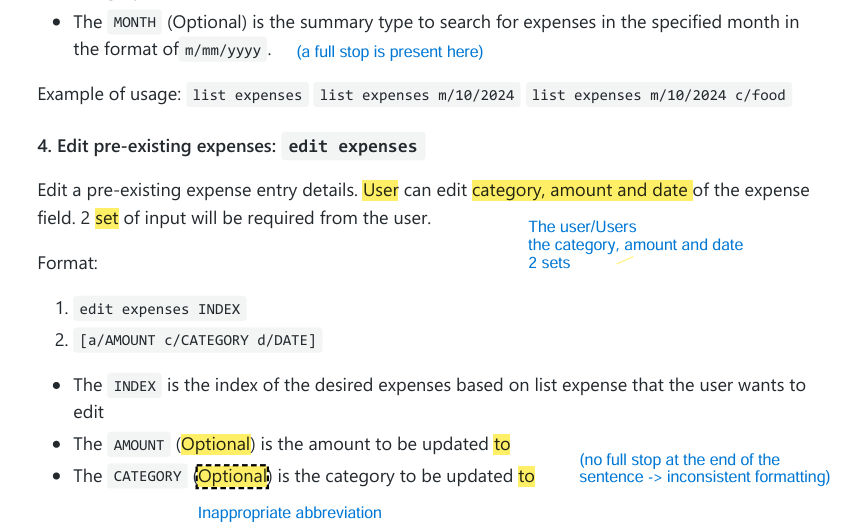 The MONTH (Optional) is the summary type to search for expenses in the specified month in
the format of m/mm/yyyy . (a full stop is present here)
Example of usage: list expenses list expenses m/10/2024 list expenses m/10/2024 c/food
4. Edit pre-existing expenses: edit expenses
Edit a pre-existing expense entry details. User can edit category, amount and date of the expense
field. 2 set of input will be required from the user.
The user/Users
the category, amount and date
2 sets
Format:
1. edit expenses INDEX
2. [a/AMOUNT c/CATEGORY d/DATE]
The INDEX is the index of the desired expenses based on list expense that the user wants to
edit
The AMOUNT (Optional) is the amount to be updated to
The CATEGORY (Optional) is the category to be updated to
(no full stop at the end of the
sentence -> inconsistent formatting)
Inappropriate abbreviation